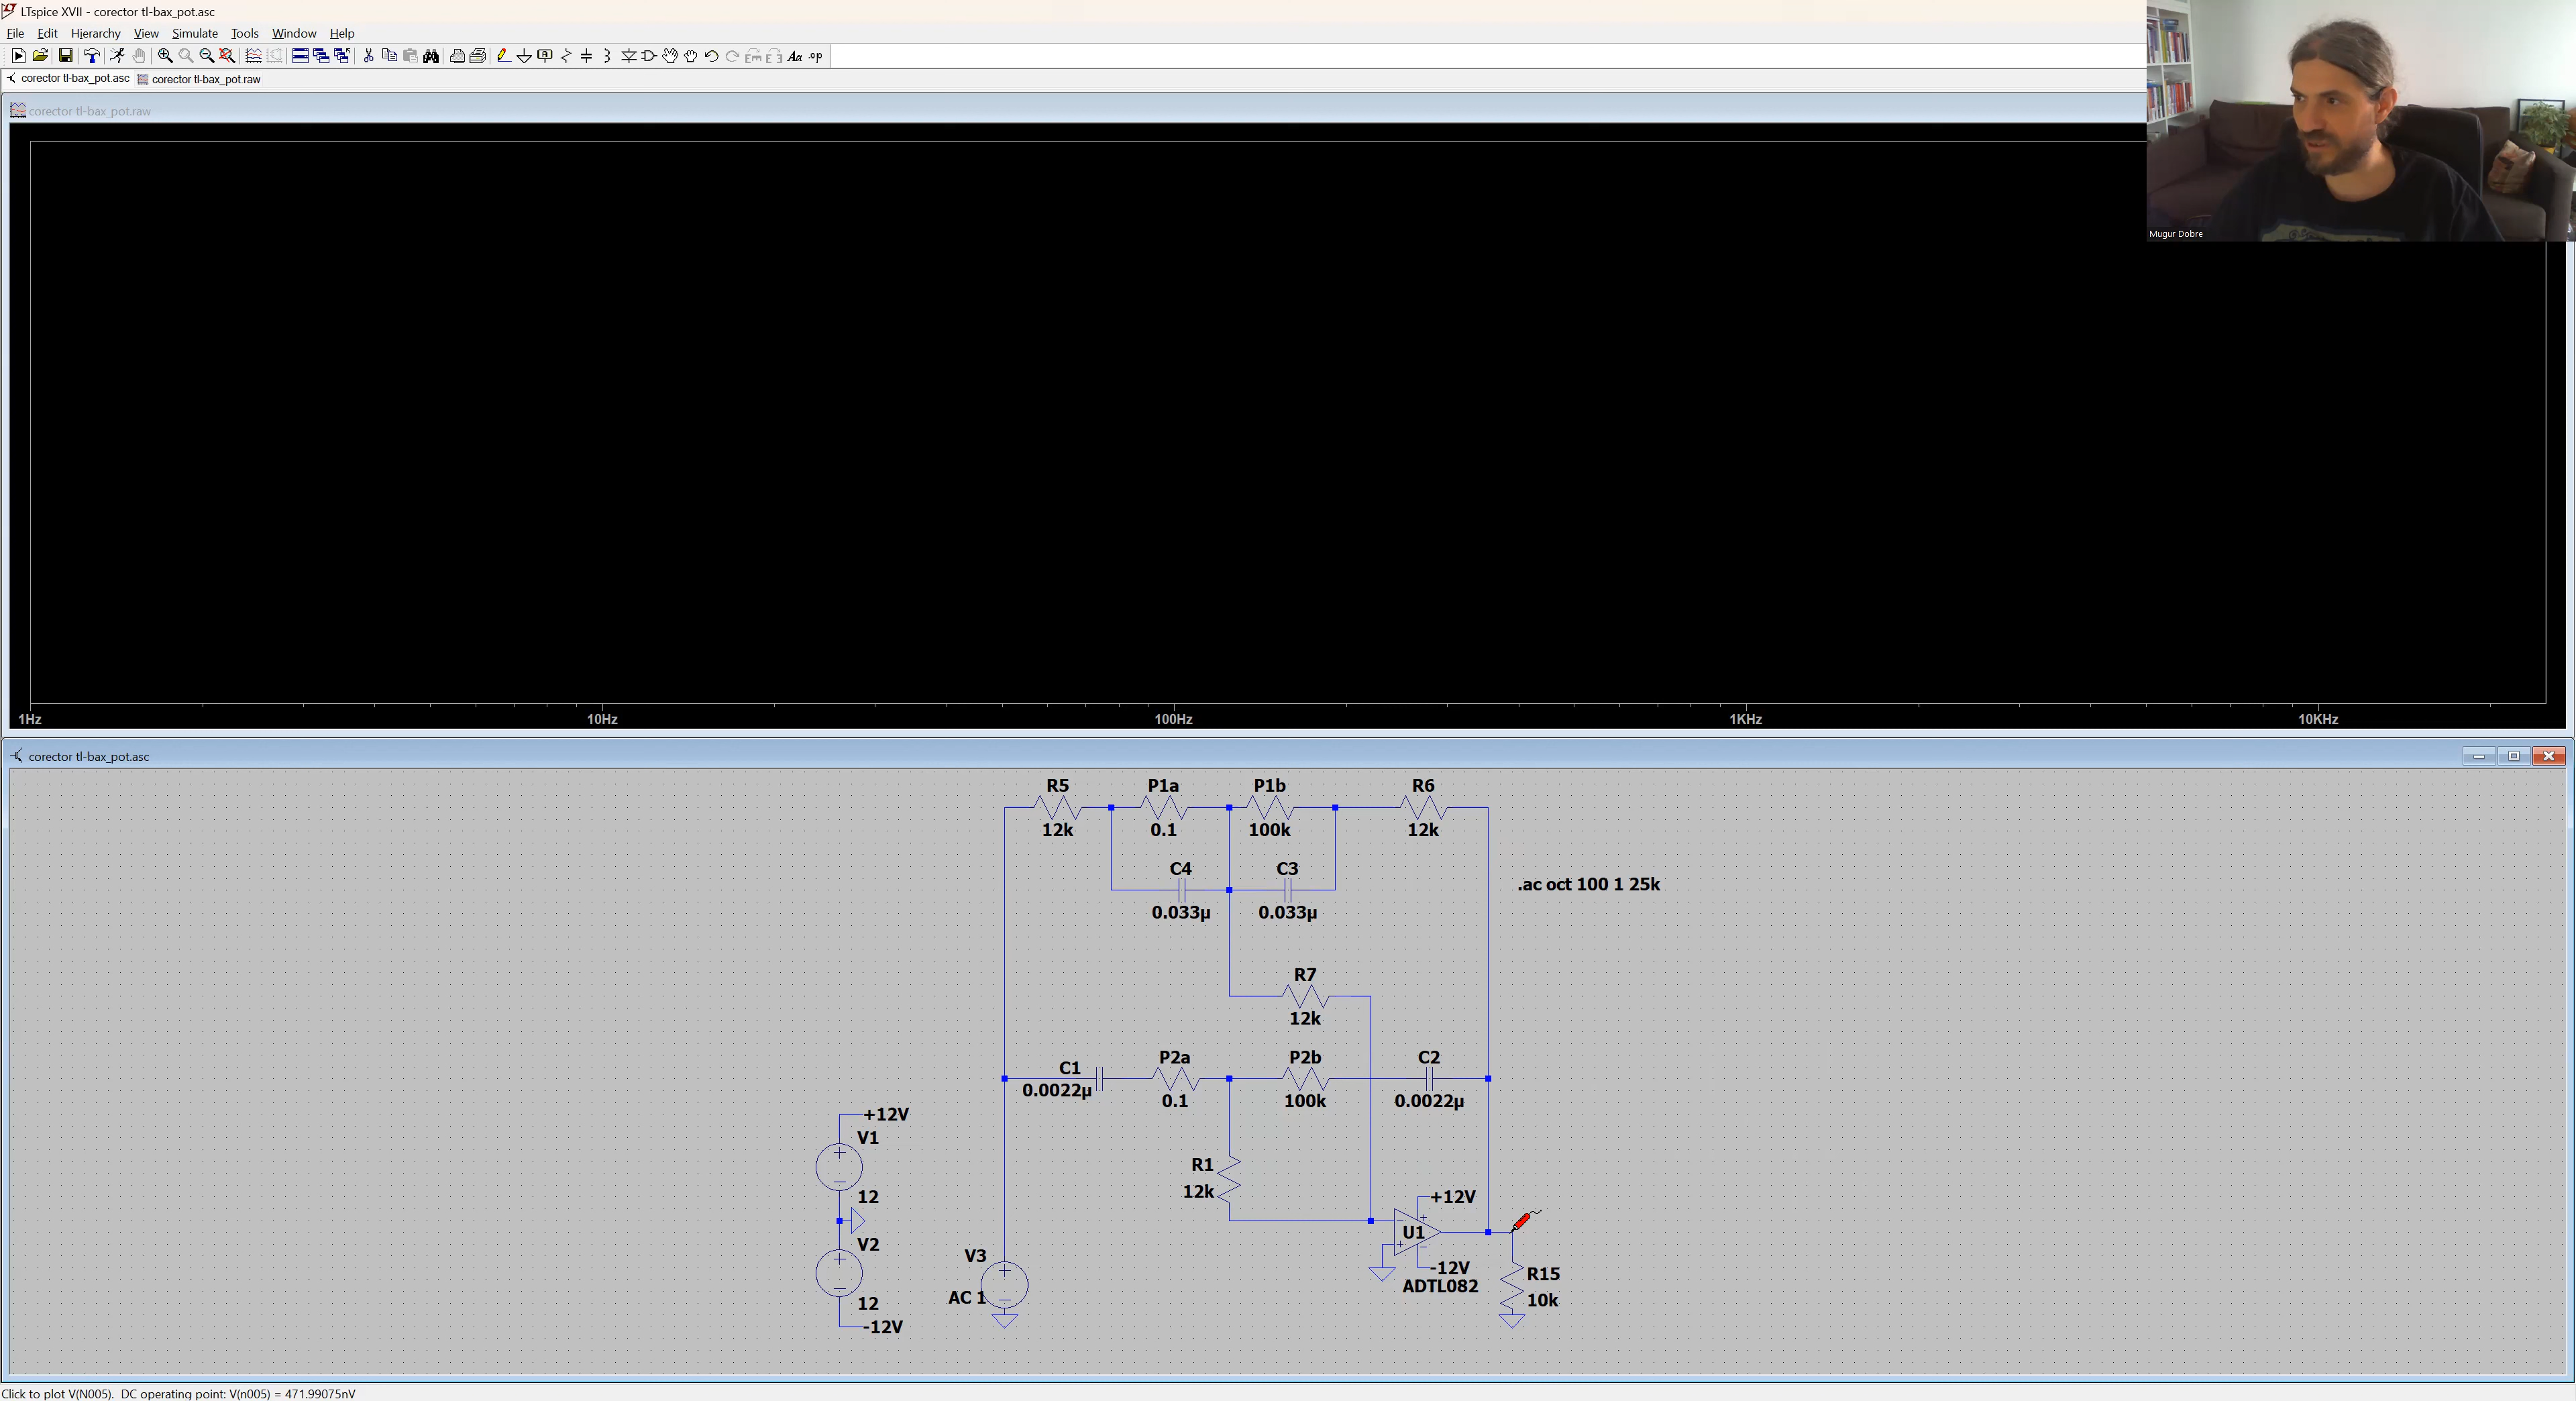 LTspice XVII - corector tl-bax_pot.asc
File Edit Hierarchy View Simulate Tools Window Help
corector tl-bax_pot.asc corector tl-bax_pot.raw
corector tl-bax_pot.raw
Mugur Dobre
1Hz 10Hz 100Hz 1KHz 10KHz
corector tl-bax_pot.asc
R5 P1a P1b R6
12k 0.1 100k 12k
C4 C3
.ac oct 100 1 25k
0.033µ 0.033µ
R7
12k
C1 P2a P2b C2
0.0022µ 0.1 100k 0.0022µ
+12V
V1
R1
12k
12
+12V
U1
V2
V3
-12V
ADTL082
R15
AC 1
12
10k
-12V
Click to plot V(N005). DC operating point: V(n005) = 471.99075nV